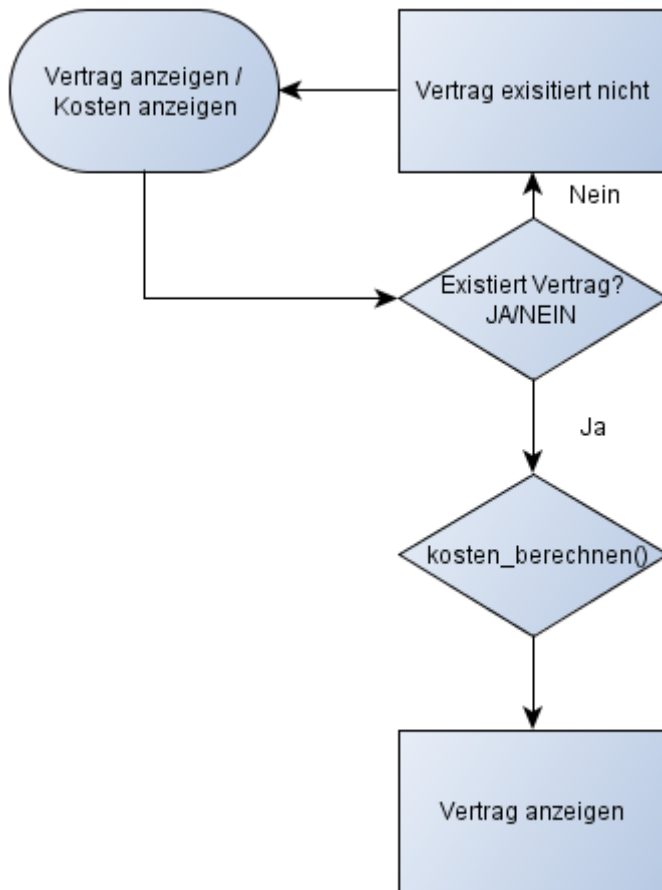 Vertrag anzeigen /
Kosten anzeigen
Vertrag exisitiert nicht
Nein
Existiert Vertrag?
JA/NEIN
Ja
kosten_berechnen()
Vertrag anzeigen